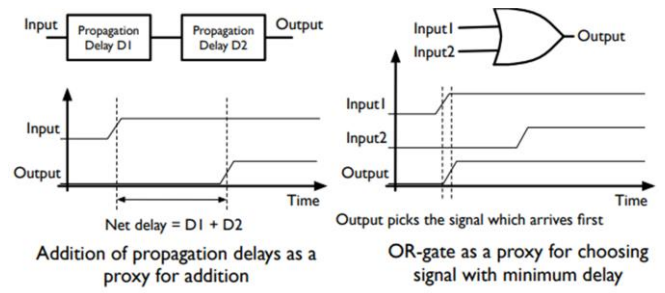 Input
Propagation
Delay D1
Propagation
Delay D2
Output
Input
Output
Time
Net delay = D1 + D2
Addition of propagation delays as a
proxy for addition
Input1
Input2
Output
Input1
Input2
Output
Time
Output picks the signal which arrives first
OR-gate as a proxy for choosing
signal with minimum delay